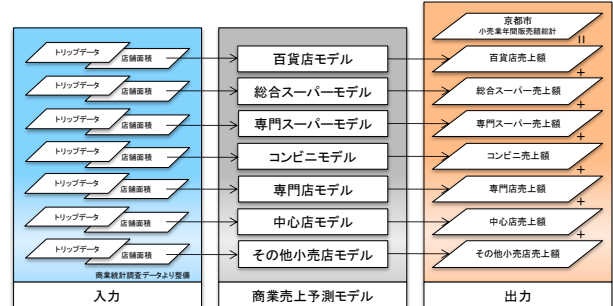 京都市
小売業年間販売額総計
=
トリップデータ
店舗面積
百貨店モデル
百貨店売上額
+
トリップデータ
店舗面積
総合スーパーモデル
総合スーパー売上額
+
トリップデータ
店舗面積
専門スーパーモデル
専門スーパー売上額
+
トリップデータ
店舗面積
コンビニモデル
コンビニ売上額
+
トリップデータ
店舗面積
専門店モデル
専門店売上額
+
トリップデータ
店舗面積
中心店モデル
中心店売上額
+
トリップデータ
店舗面積
その他小売店モデル
その他小売店売上額
商業統計調査データより整備
入力
商業売上予測モデル
出力